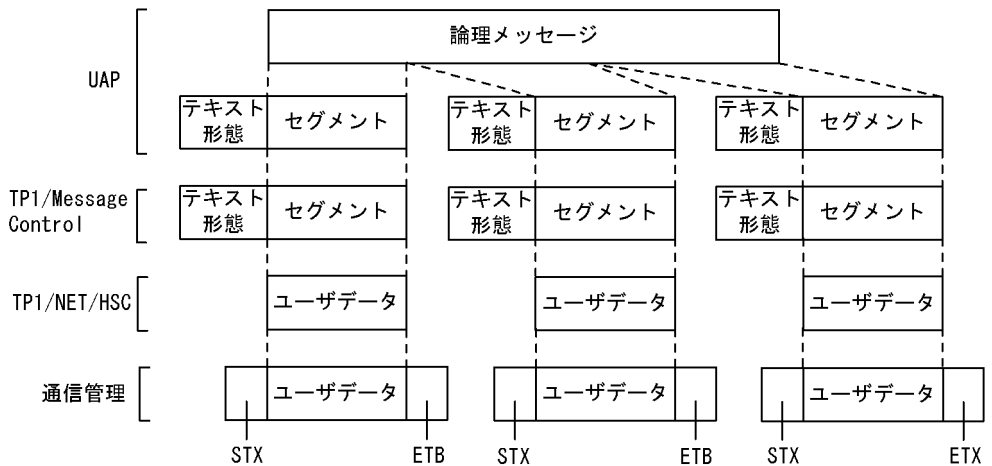 論理メッセージ
UAP
テキスト
形態
セグメント
テキスト
形態
セグメント
テキスト
形態
セグメント
TP1/Message
Control
テキスト
形態
セグメント
テキスト
形態
セグメント
テキスト
形態
セグメント
TP1/NET/HSC
ユーザデータ
ユーザデータ
ユーザデータ
通信管理
ユーザデータ
ユーザデータ
ユーザデータ
STX
ETB
STX
ETB
STX
ETX